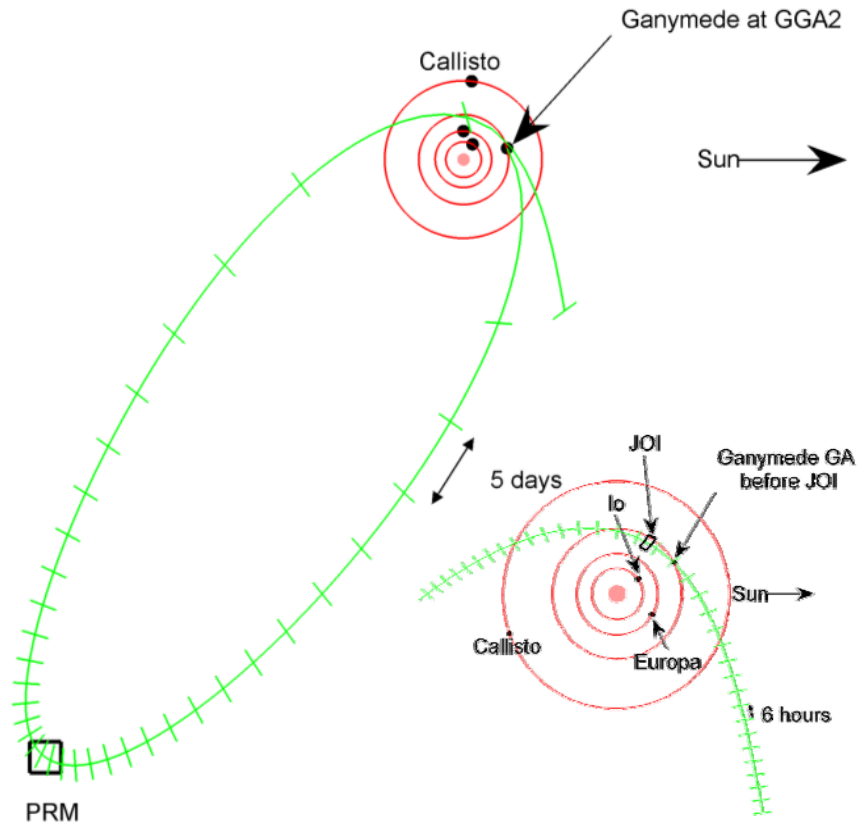 Ganymede at GGA2
Callisto
Sun
JOI
Ganymede GA
before JOI
5 days
Io
Sun
Callisto
Europa
6 hours
PRM